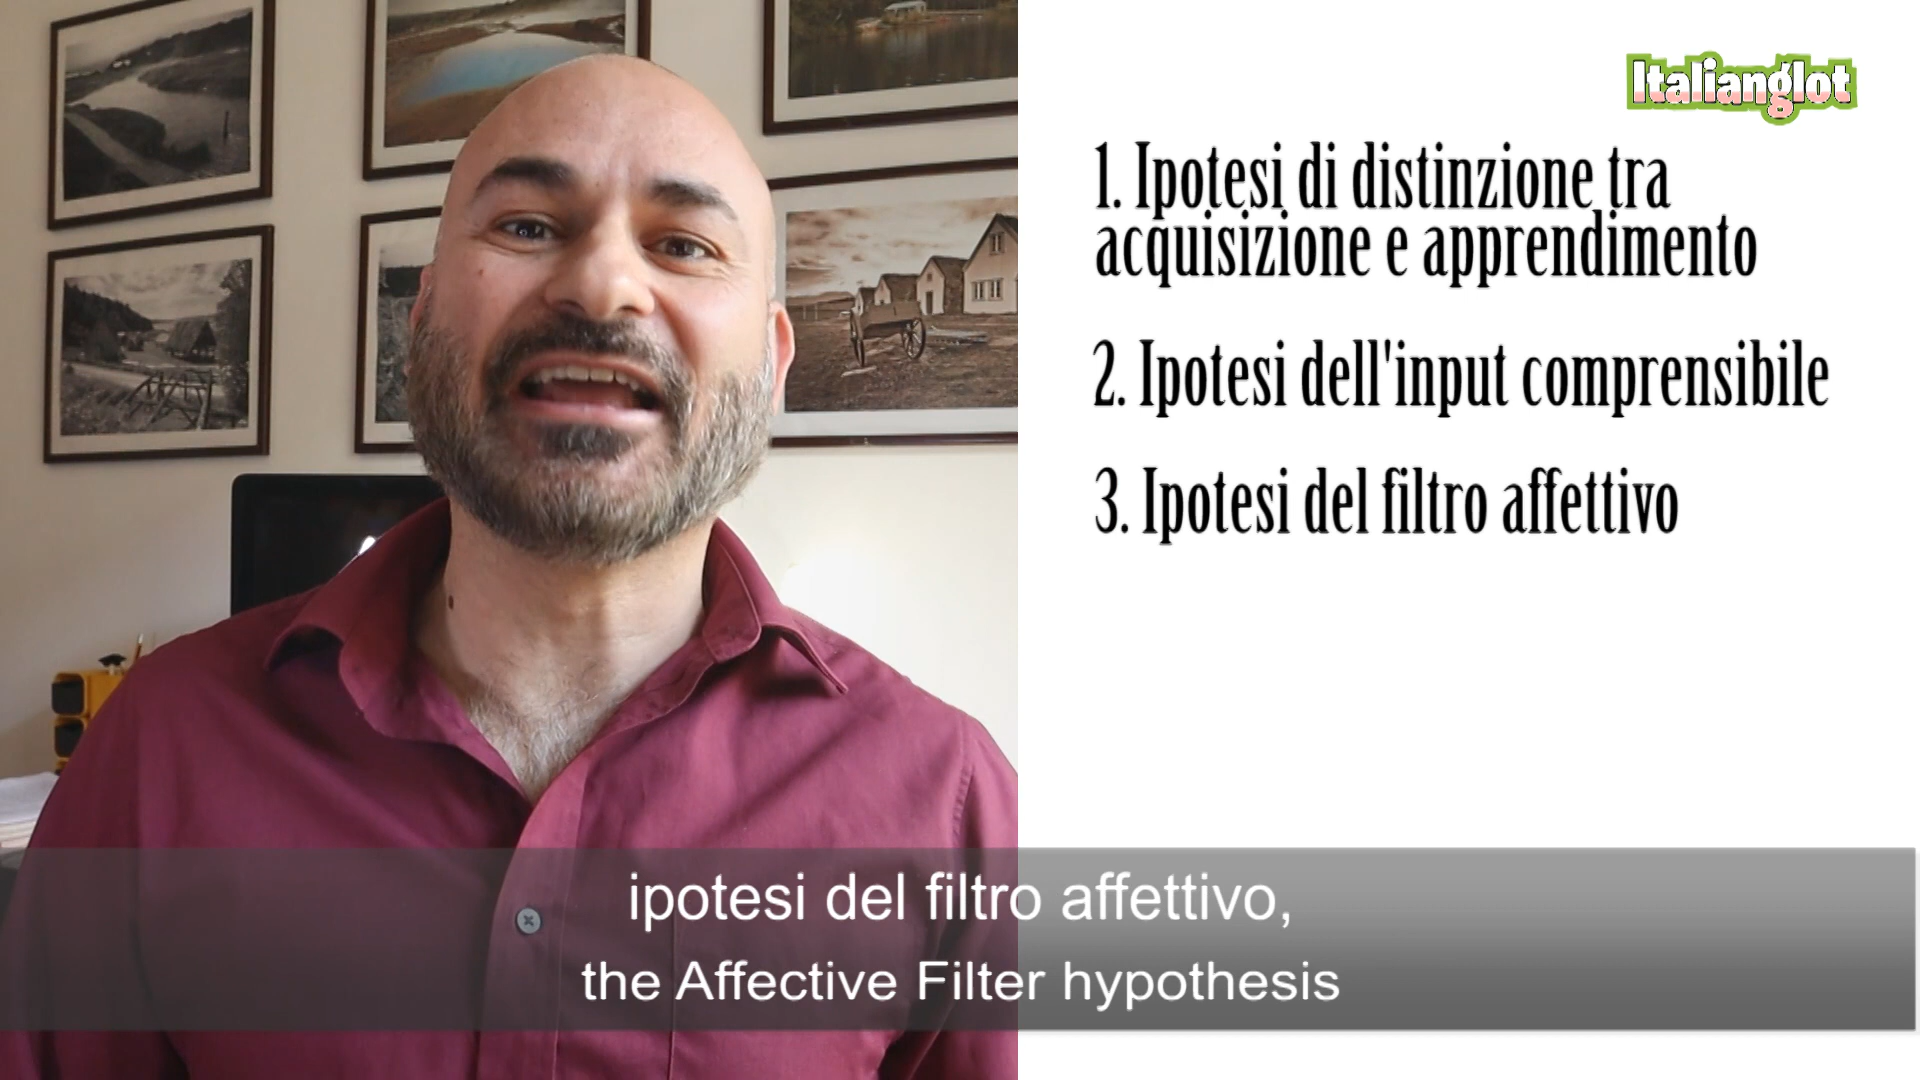 Italianglot
1. Ipotesi di distinzione tra
acquisizione e apprendimento
2. Ipotesi dell'input comprensibile
3. Ipotesi del filtro affettivo
ipotesi del filtro affettivo,
the Affective Filter hypothesis